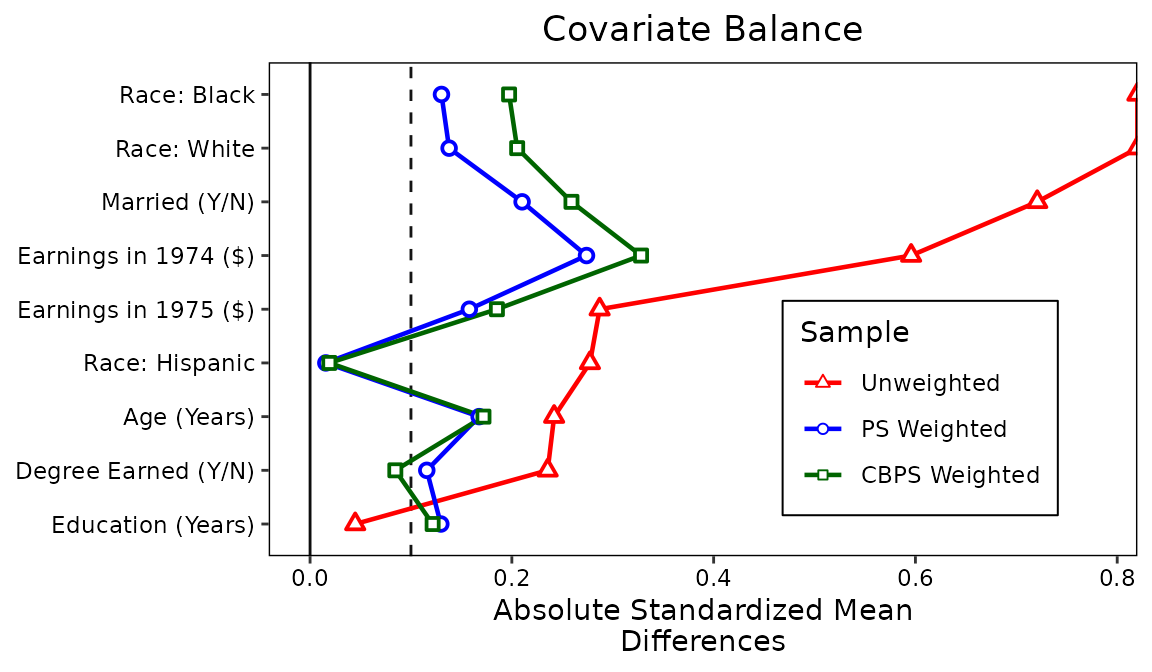 Covariate Balance
Race: Black
Race: White
Married (Y/N)
Earnings in 1974 ($)
Earnings in 1975 ($)
Race: Hispanic
Age (Years)
Degree Earned (Y/N)
Education (Years)
Sample
Unweighted
PS Weighted
CBPS Weighted
0.0 0.2 0.4 0.6 0.8
Absolute Standardized Mean
Differences